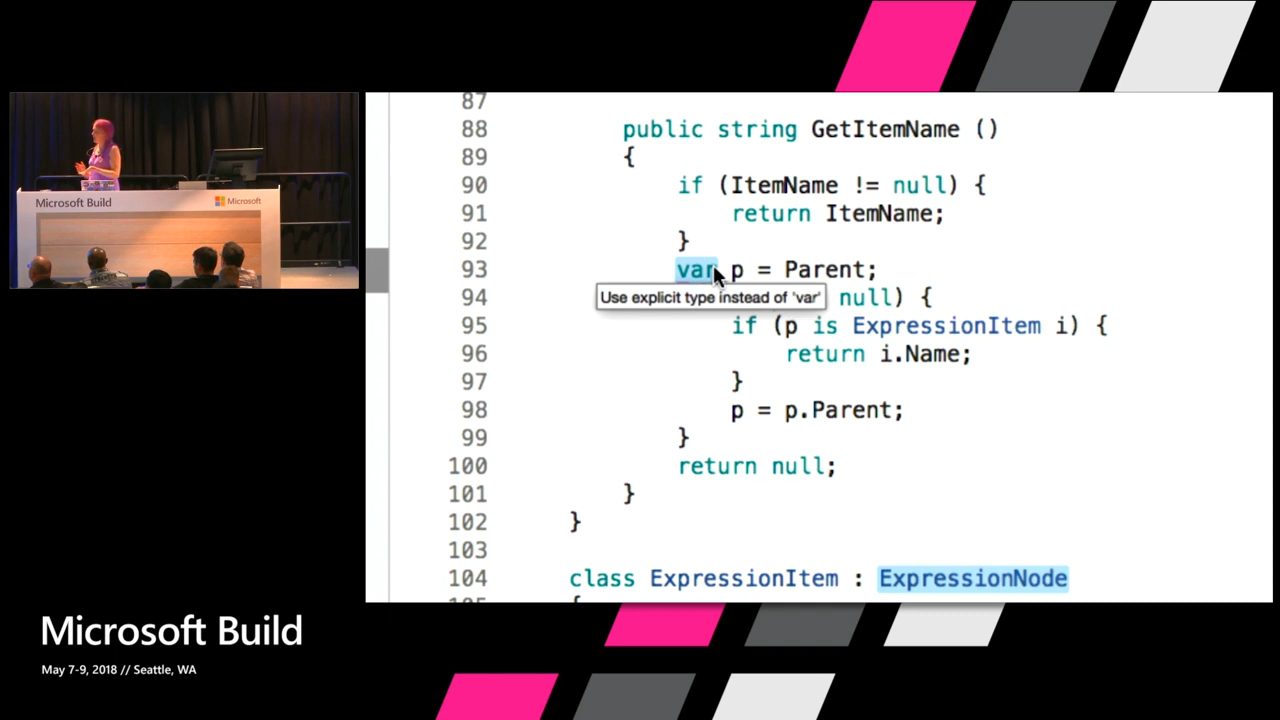 Microsoft Build
Microsoft
87
88 public string GetItemName ()
89 {
90 if (ItemName != null) {
91 return ItemName;
92 }
93 var p = Parent;
Use explicit type instead of 'var'
94 null) {
95 if (p is ExpressionItem i) {
96 return i.Name;
97 }
98 p = p.Parent;
99 }
100 return null;
101 }
102 }
103
104 class ExpressionItem : ExpressionNode
{
Microsoft Build
May 7-9, 2018 // Seattle, WA